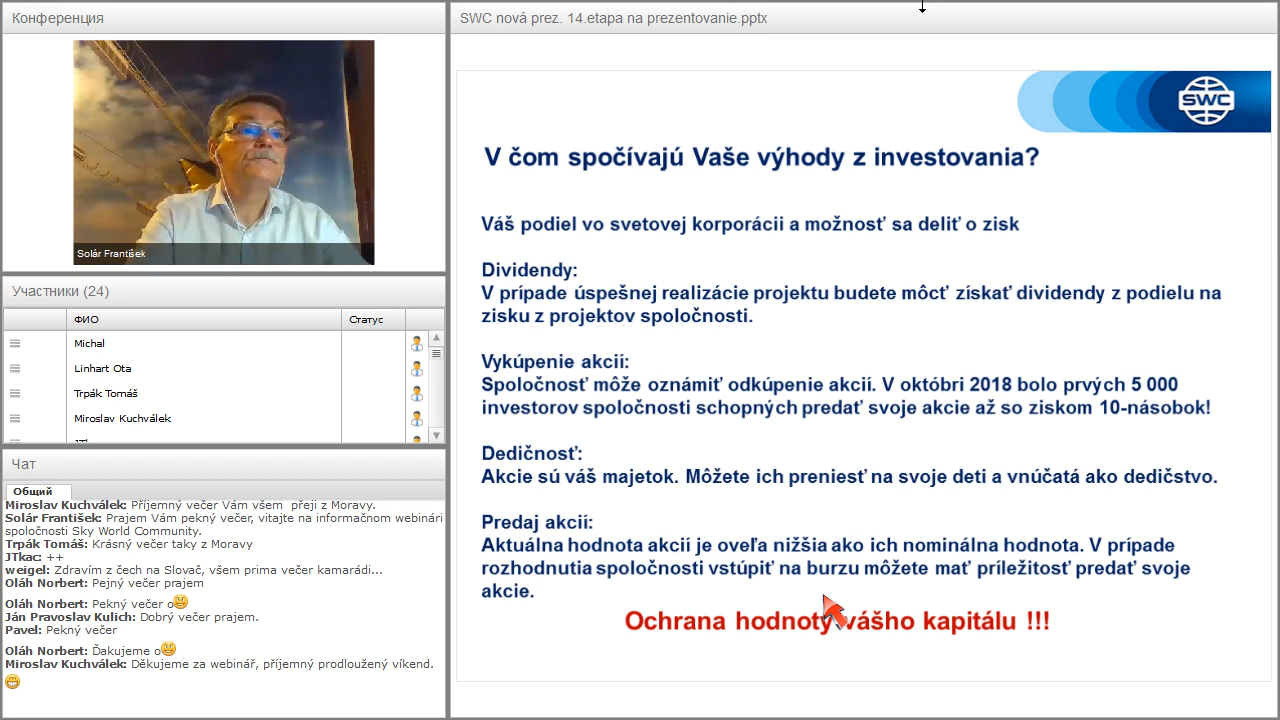 Конференция
Solár František
Участники (24)
ФИО
Статус
Michal
Linhart Ota
Trpák Tomáš
Miroslav Kuchválek
Чат
Общий
Miroslav Kuchválek: Příjemný večer Vám všem přeji z Moravy.
Solár František: Prajem Vám pekný večer, vitajte na informačnom webinári
spoločnosti Sky World Community.
Trpák Tomáš: Krásný večer taky z Moravy
JTkac: ++
weigel: Zdravím z čech na Slovač, všem prima večer kamarádi...
Oláh Norbert: Pejný večer prajem
Oláh Norbert: Pekný večer o
Ján Pravoslav Kulich: Dobrý večer prajem.
Pavel: Pekný večer
Oláh Norbert: Ďakujeme o
Miroslav Kuchválek: Děkujeme za webinář, příjemný prodloužený víkend.
SWC nová prez. 14.etapa na prezentovanie.pptx
SWC
V čom spočívajú Vaše výhody z investovania?
Váš podiel vo svetovej korporácii a možnosť sa deliť o zisk
Dividendy:
V prípade úspešnej realizácie projektu budete môcť získať dividendy z podielu na
zisku z projektov spoločnosti.
Vykúpenie akcií:
Spoločnosť môže oznámiť odkúpenie akcií. V októbri 2018 bolo prvých 5 000
investorov spoločnosti schopných predať svoje akcie až so ziskom 10-násobok!
Dedičnosť:
Akcie sú váš majetok. Môžete ich preniesť na svoje deti a vnúčatá ako dedičstvo.
Predaj akcií:
Aktuálna hodnota akcií je oveľa nižšia ako ich nominálna hodnota. V prípade
rozhodnutia spoločnosti vstúpiť na burzu môžete mať príležitosť predať svoje
akcie.
Ochrana hodnoty vášho kapitálu !!!